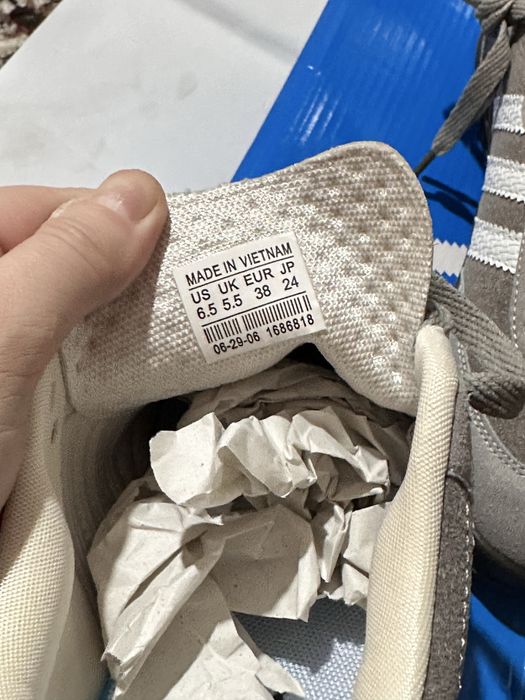 MADE IN VIETNAM
US UK EUR JP
6.5 5.5 38 24
06-29-06 1686818